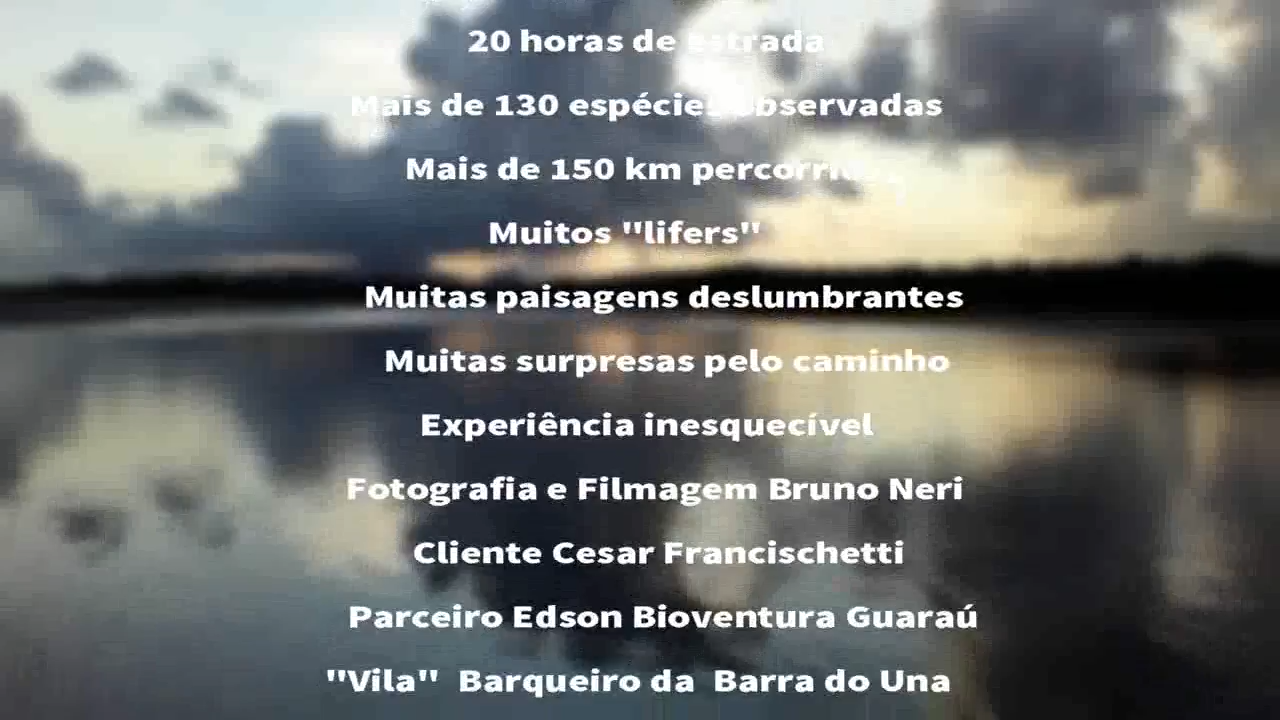 20 horas de estrada
Mais de 130 espécies observadas
Mais de 150 km percorridos
Muitos "lifers"
Muitas paisagens deslumbrantes
Muitas surpresas pelo caminho
Experiência inesquecível
Fotografia e Filmagem Bruno Neri
Cliente Cesar Francischetti
Parceiro Edson Bioventura Guaraú
"Vila" Barqueiro da Barra do Una